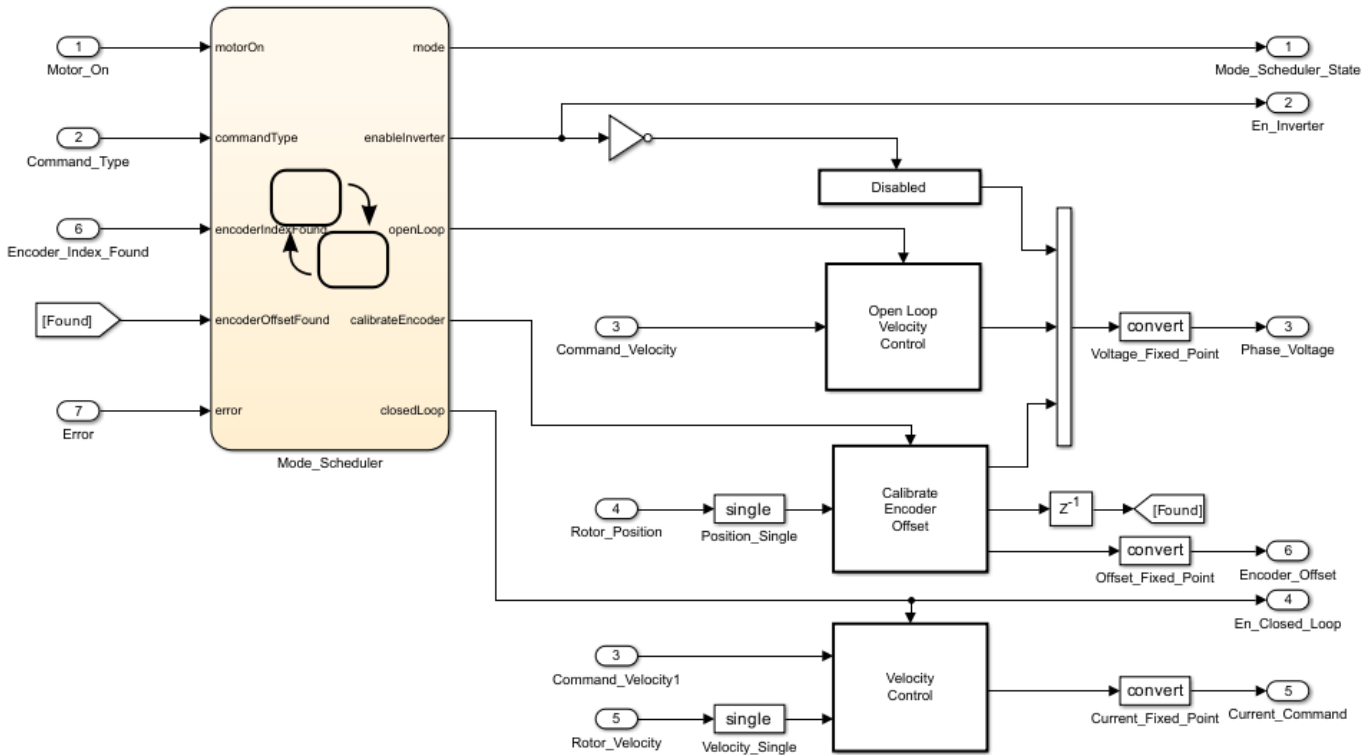 1
Motor_On
2
Command_Type
6
Encoder_Index_Found
[Found]
7
Error
motorOn
commandType
encoderIndexFound
encoderOffsetFound
error
mode
enableInverter
openLoop
calibrateEncoder
closedLoop
Mode_Scheduler
1
Mode_Scheduler_State
2
En_Inverter
Disabled
3
Command_Velocity
Open Loop
Velocity
Control
convert
Voltage_Fixed_Point
3
Phase_Voltage
4
Rotor_Position
single
Position_Single
Calibrate
Encoder
Offset
Z-1
[Found]
convert
Offset_Fixed_Point
6
Encoder_Offset
4
En_Closed_Loop
3
Command_Velocity1
5
Rotor_Velocity
single
Velocity_Single
Velocity
Control
convert
Current_Fixed_Point
5
Current_Command